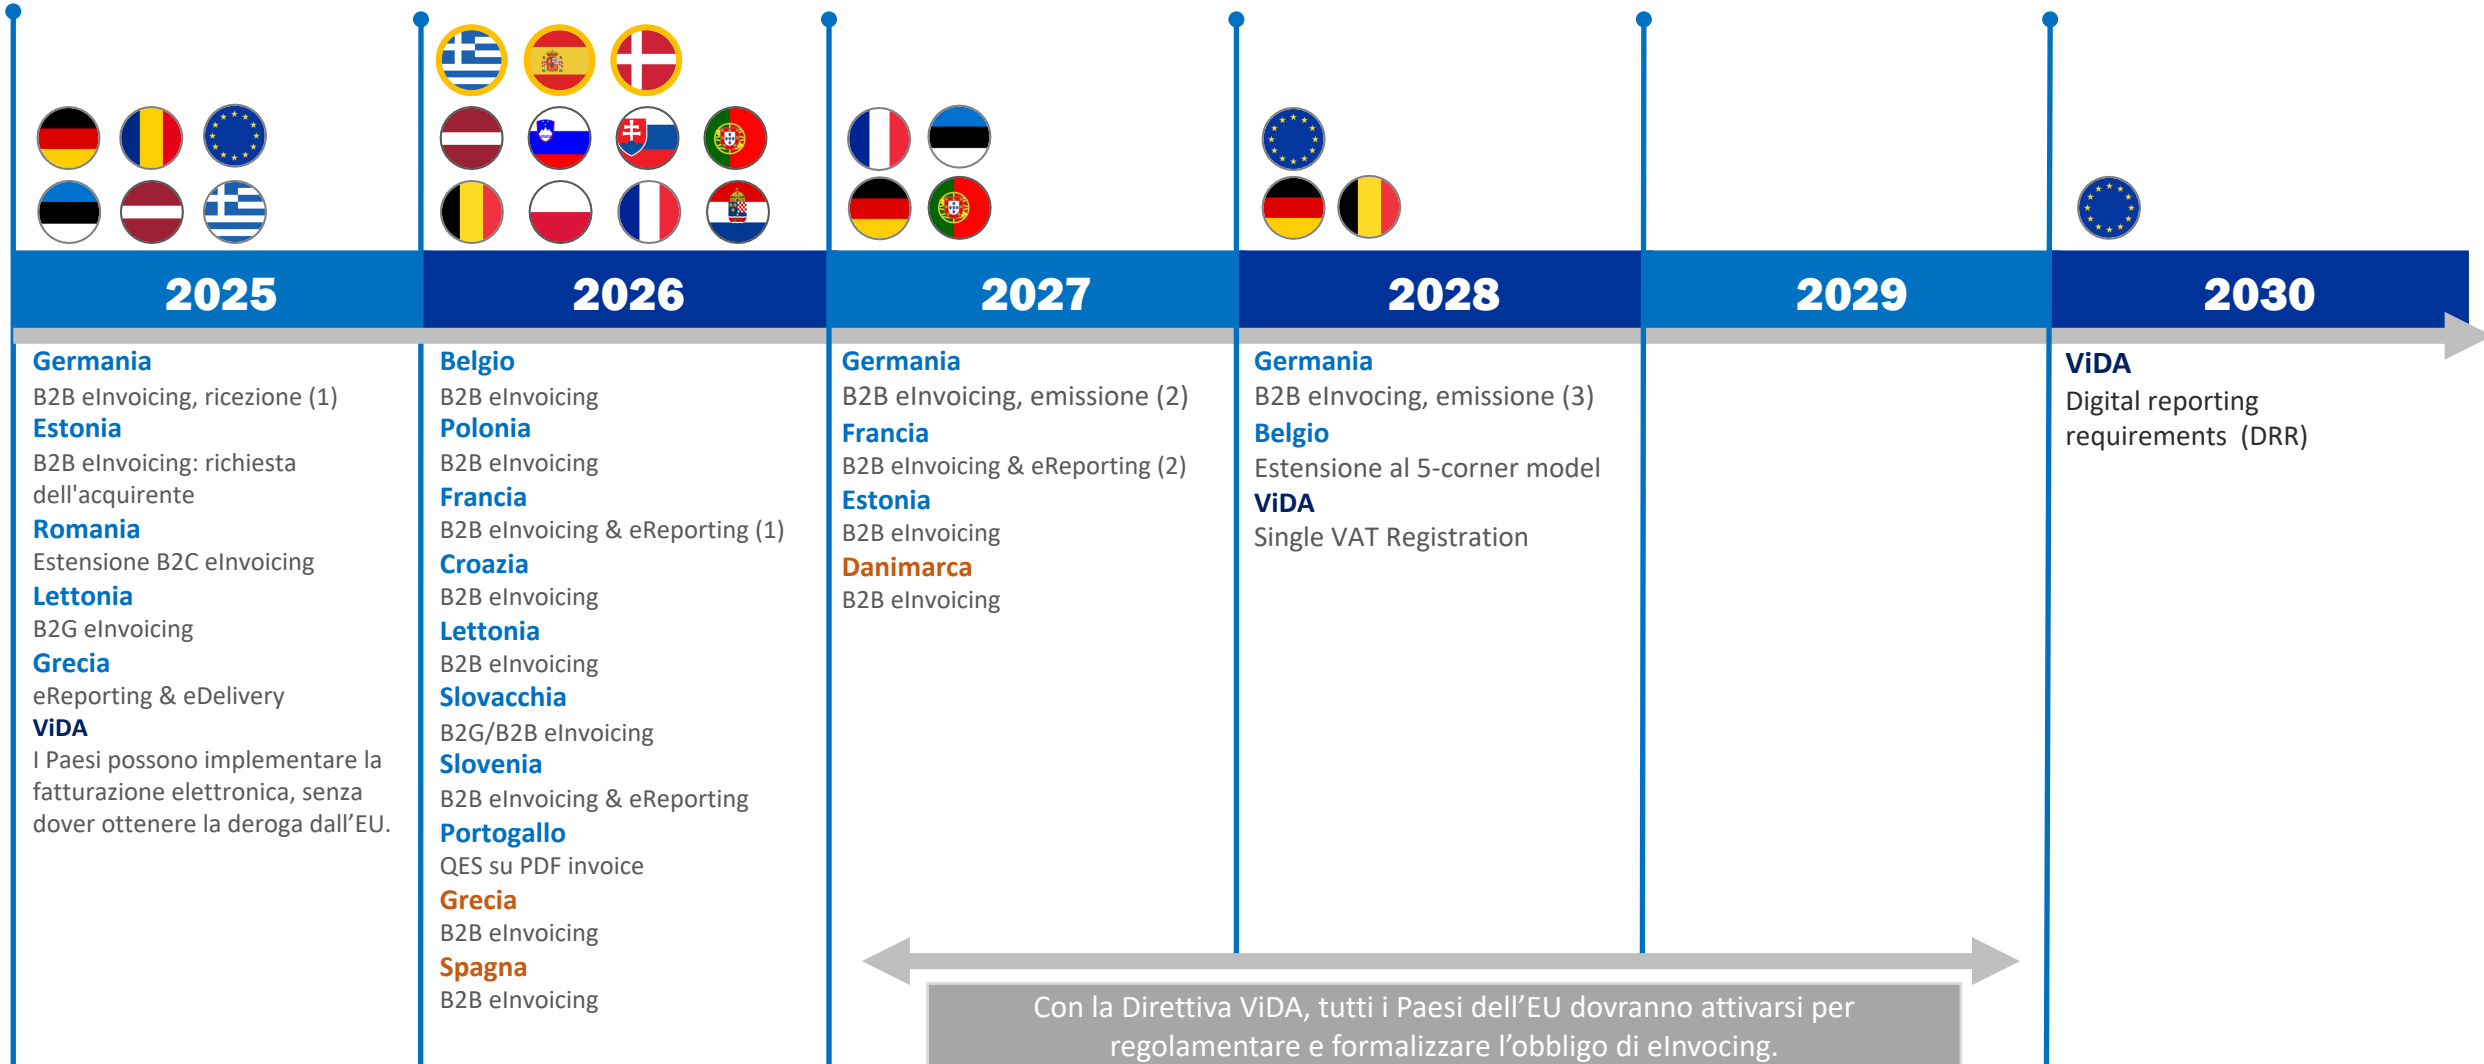 2025
2026
2027
2028
2029
2030
Germania
B2B eInvoicing, ricezione (1)
Estonia
B2B eInvoicing: richiesta
dell'acquirente
Romania
Estensione B2C eInvoicing
Lettonia
B2G eInvoicing
Grecia
eReporting & eDelivery
ViDA
I Paesi possono implementare la
fatturazione elettronica, senza
dover ottenere la deroga dall’EU.
Belgio
B2B eInvoicing
Polonia
B2B eInvoicing
Francia
B2B eInvoicing & eReporting (1)
Croazia
B2B eInvoicing
Lettonia
B2B eInvoicing
Slovacchia
B2G/B2B eInvoicing
Slovenia
B2B eInvoicing & eReporting
Portogallo
QES su PDF invoice
Grecia
B2B eInvoicing
Spagna
B2B eInvoicing
Germania
B2B eInvoicing, emissione (2)
Francia
B2B eInvoicing & eReporting (2)
Estonia
B2B eInvoicing
Danimarca
B2B eInvoicing
Germania
B2B eInvocing, emissione (3)
Belgio
Estensione al 5-corner model
ViDA
Single VAT Registration
ViDA
Digital reporting
requirements (DRR)
Con la Direttiva ViDA, tutti i Paesi dell’EU dovranno attivarsi per
regolamentare e formalizzare l’obbligo di eInvocing.